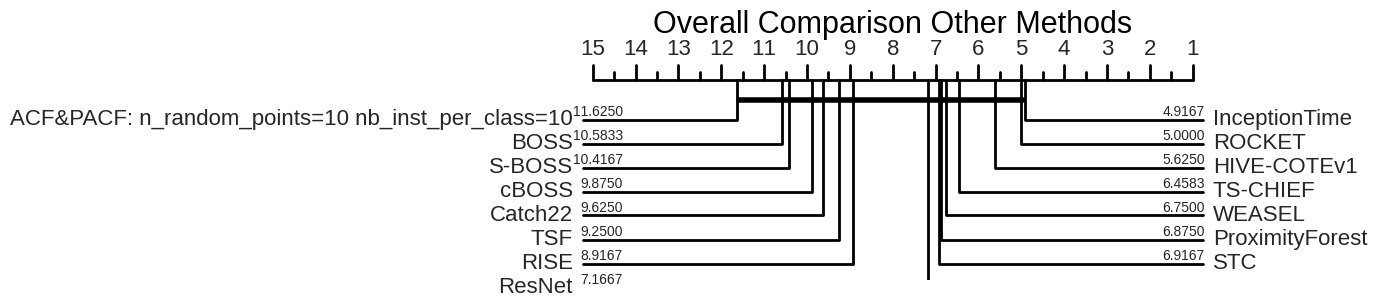 Overall Comparison Other Methods
15 14 13 12 11 10 9 8 7 6 5 4 3 2 1
ACF&PACF: n_random_points=10 nb_inst_per_class=10 11.6250 4.9167 InceptionTime
BOSS 10.5833 5.0000 ROCKET
S-BOSS 10.4167 5.6250 HIVE-COTEv1
cBOSS 9.8750 6.4583 TS-CHIEF
Catch22 9.6250 6.7500 WEASEL
TSF 9.2500 6.8750 ProximityForest
RISE 8.9167 6.9167 STC
ResNet 7.1667